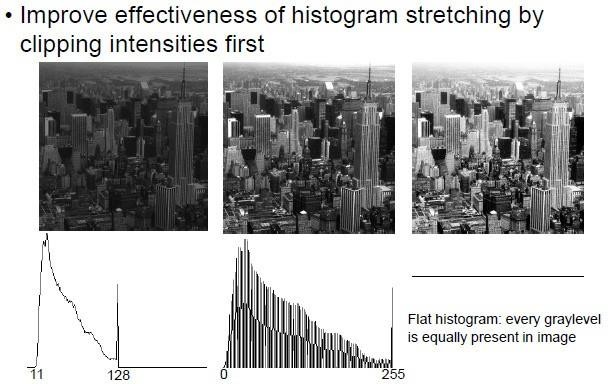 • Improve effectiveness of histogram stretching by
clipping intensities first
11 128
0 255
Flat histogram: every graylevel
is equally present in image